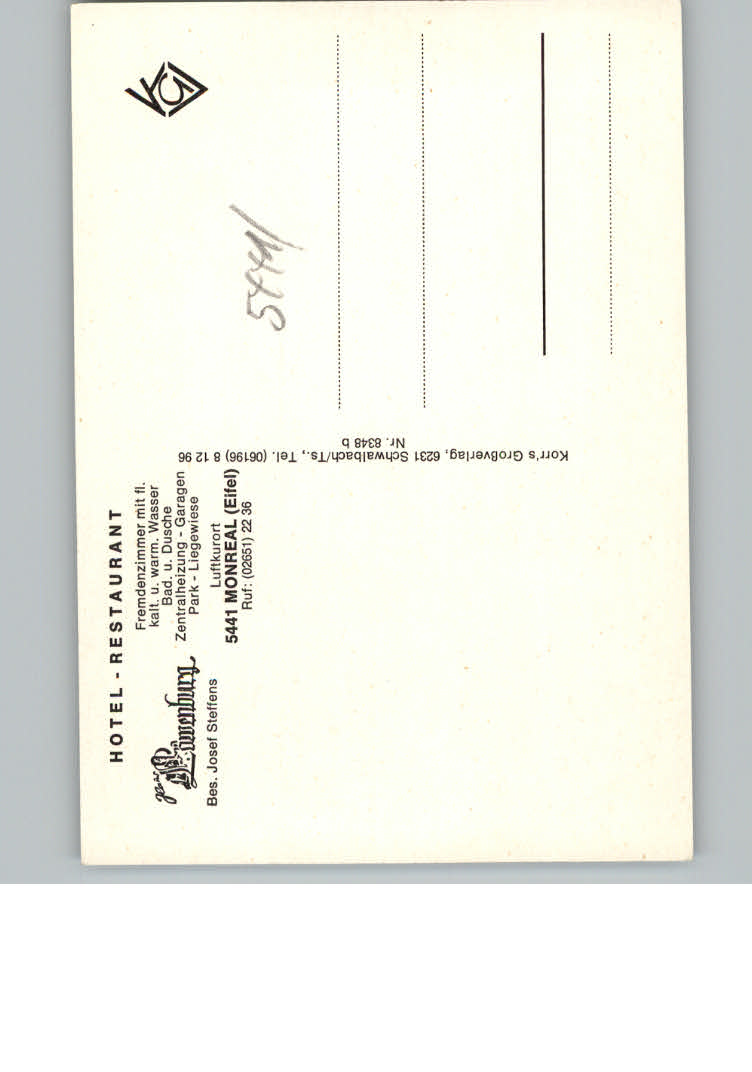 HOTEL - RESTAURANT
Löwenburg
Bes. Josef Steffens
Fremdenzimmer mit fl.
kalt. u. warm. Wasser
Bad. u. Dusche
Zentralheizung - Garagen
Park - Liegewiese
Luftkurort
5441 MONREAL (Eifel)
Ruf: (02651) 22 36
Korr's Großverlag, 6231 Schwalbach/Ts., Tel. (06196) 8 12 96
Nr. 8348 b
5441